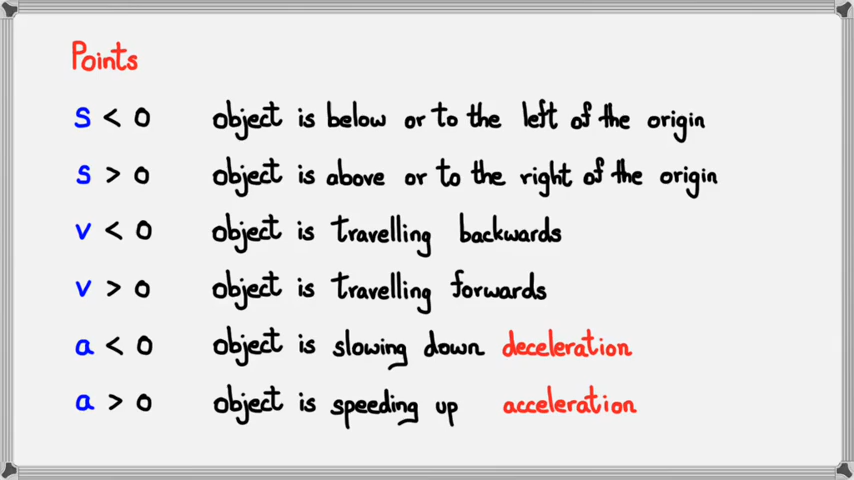 Points
s < 0 object is below or to the left of the origin
s > 0 object is above or to the right of the origin
v < 0 object is travelling backwards
v > 0 object is travelling forwards
a < 0 object is slowing down deceleration
a > 0 object is speeding up acceleration